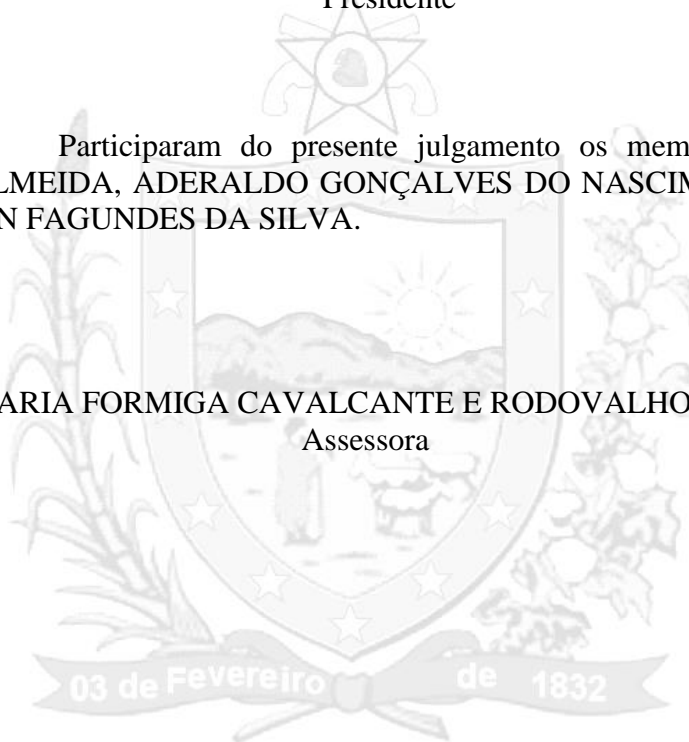 Presidente
Participaram do presente julgamento os mem
LMEIDA, ADERALDO GONÇALVES DO NASCIM
N FAGUNDES DA SILVA.
ARIA FORMIGA CAVALCANTE E RODOVALHO
Assessora
03 de Fevereiro de 1832